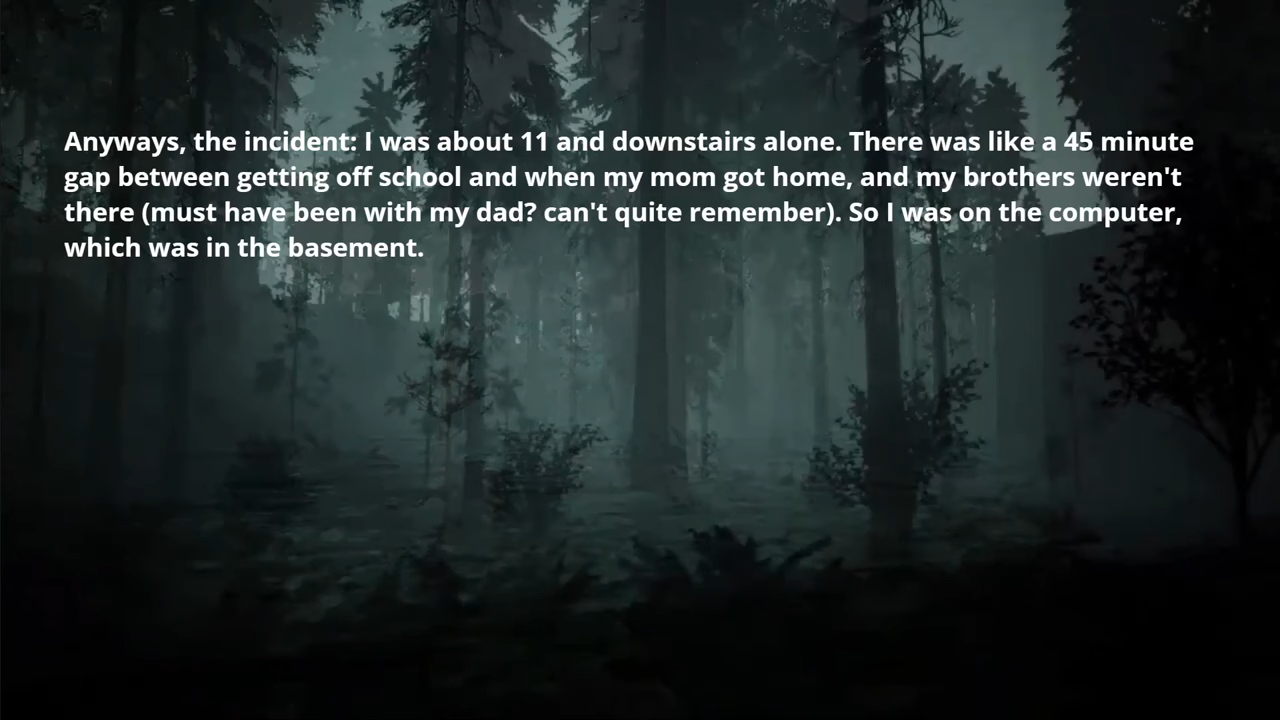 Anyways, the incident: I was about 11 and downstairs alone. There was like a 45 minute
gap between getting off school and when my mom got home, and my brothers weren't
there (must have been with my dad? can't quite remember). So I was on the computer,
which was in the basement.